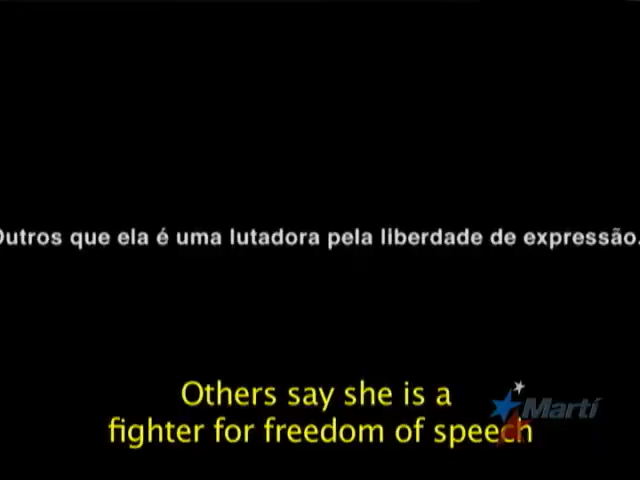 Outros que ela é uma lutadora pela liberdade de expressão.
Others say she is a
fighter for freedom of speech
Martí